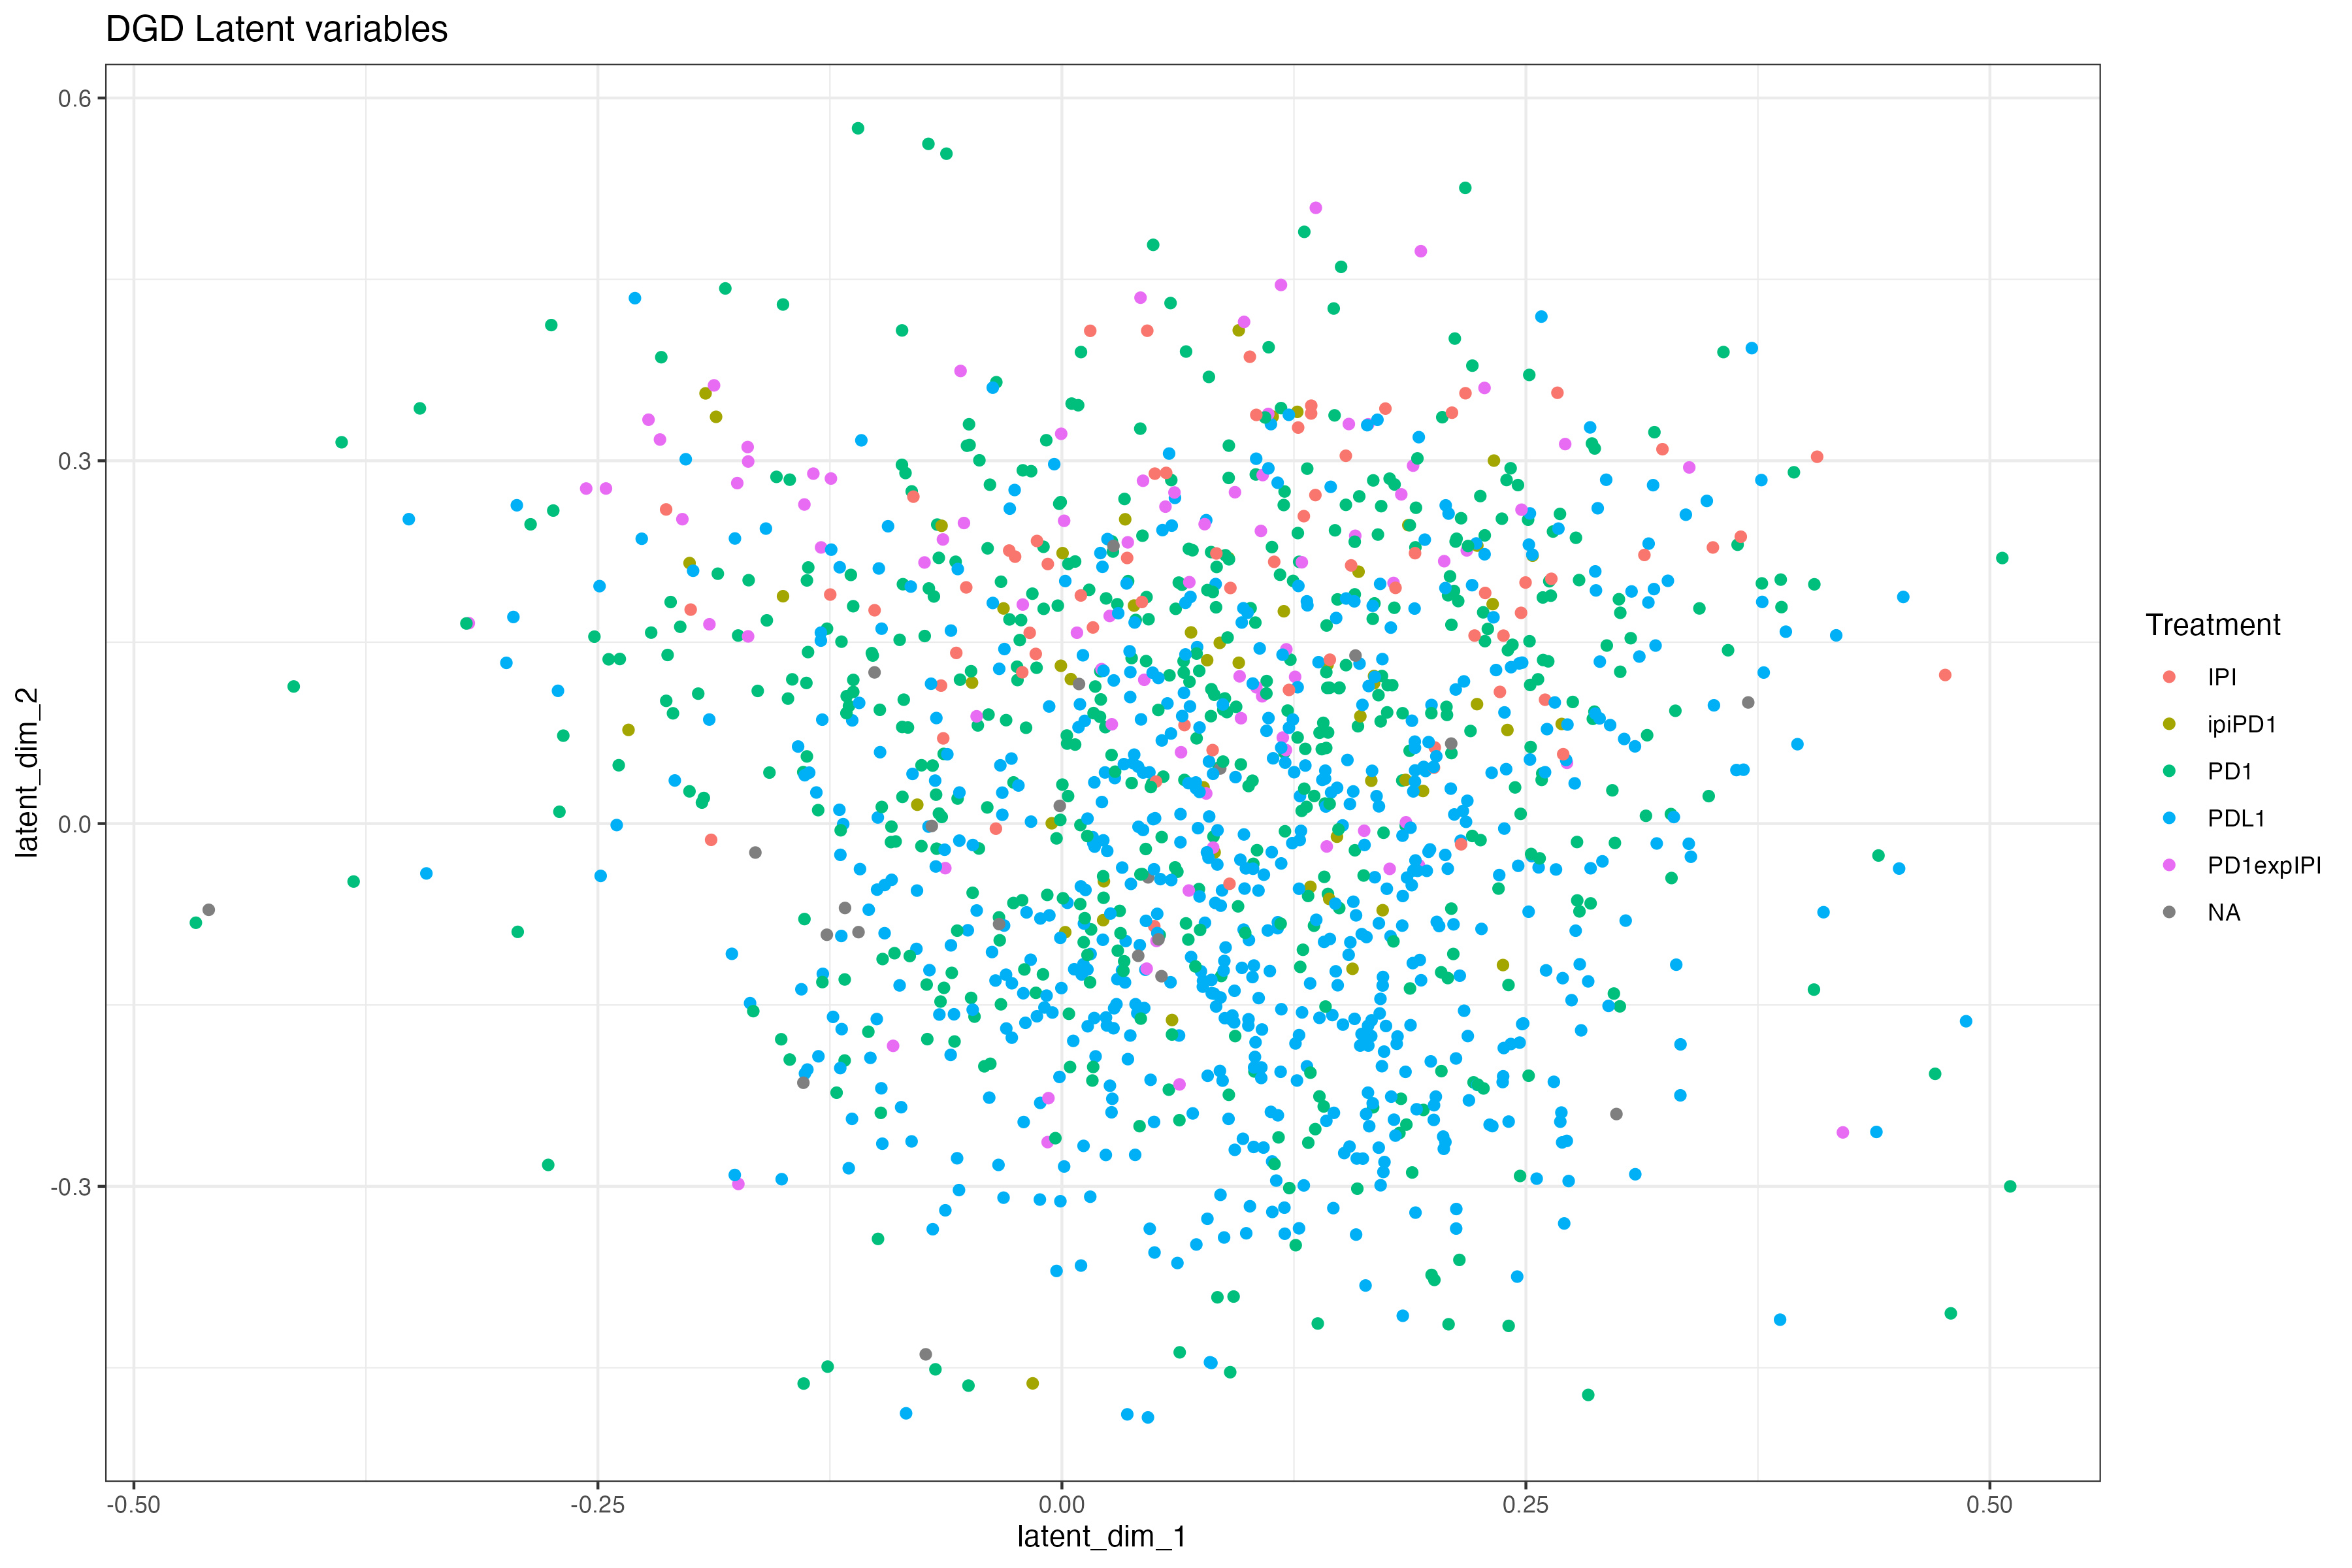 DGD Latent variables
0.6
0.3
0.0
-0.3
latent_dim_2
-0.50
-0.25
0.00
0.25
0.50
latent_dim_1
Treatment
IPI
ipiPD1
PD1
PDL1
PD1expIPI
NA